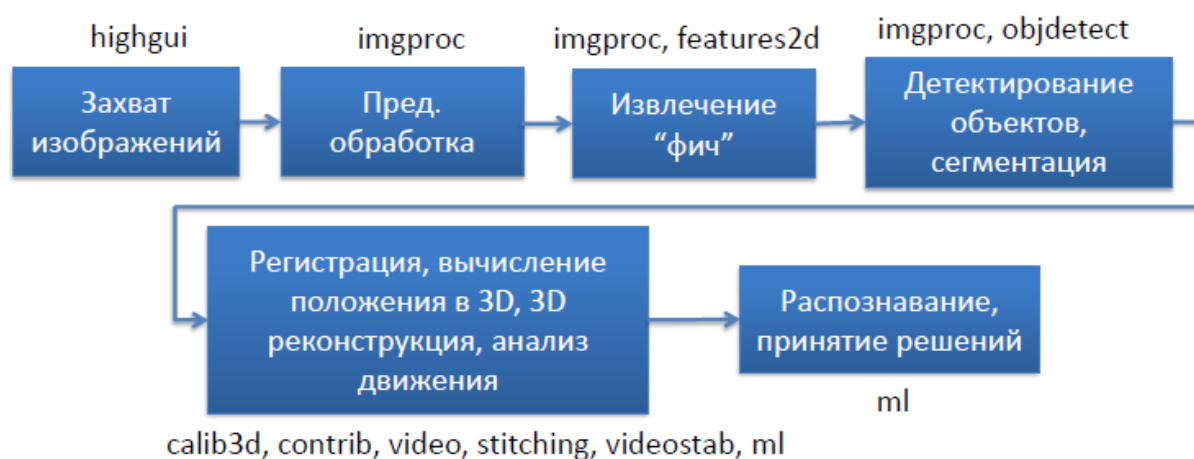 highgui
imgproc
imgproc, features2d
imgproc, objdetect
Захват
изображений
Пред.
обработка
Извлечение
“фич”
Детектирование
объектов,
сегментация
Регистрация, вычисление
положения в 3D, 3D
реконструкция, анализ
движения
Распознавание,
принятие решений
ml
calib3d, contrib, video, stitching, videostab, ml